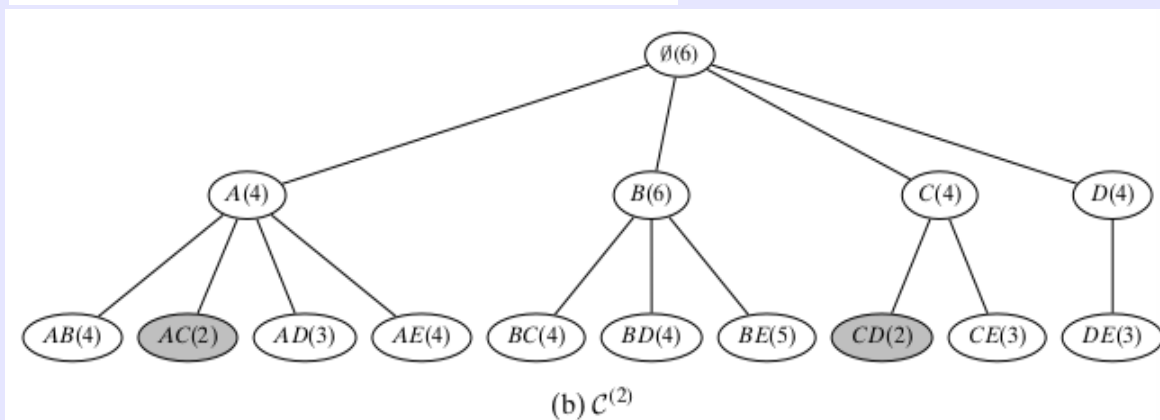 ∅(6)
A(4) B(6) C(4) D(4)
AB(4) AC(2) AD(3) AE(4) BC(4) BD(4) BE(5) CD(2) CE(3) DE(3)
(b) 𝒞⁽²⁾